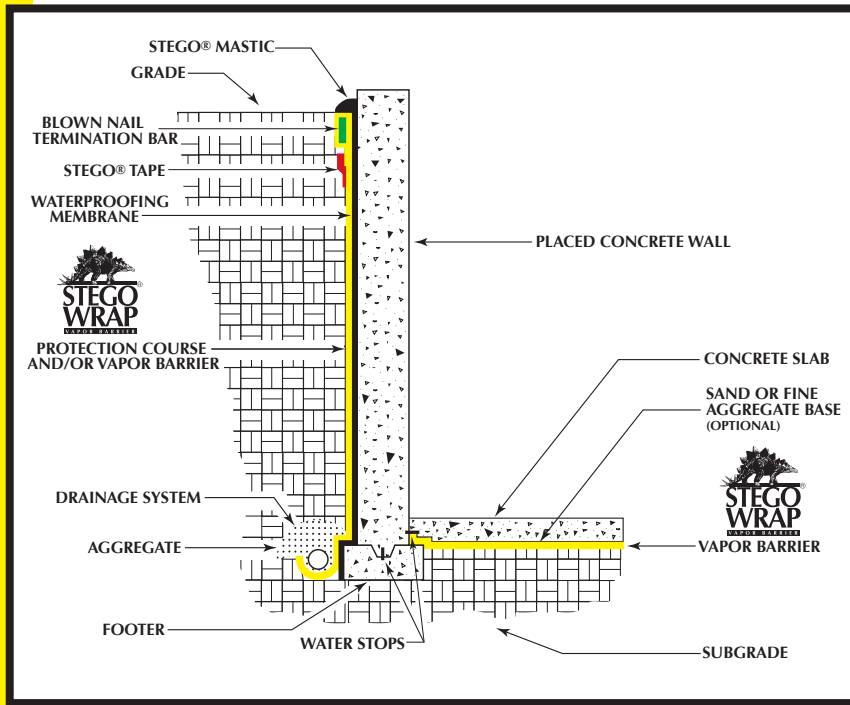 STEGO® MASTIC
GRADE
BLOWN NAIL
TERMINATION BAR
STEGO® TAPE
WATERPROOFING
MEMBRANE
PLACED CONCRETE WALL
STEGO®
WRAP
VAPOR BARRIER
PROTECTION COURSE
AND/OR VAPOR BARRIER
CONCRETE SLAB
SAND OR FINE
AGGREGATE BASE
(OPTIONAL)
STEGO®
WRAP
DRAINAGE SYSTEM
AGGREGATE
VAPOR BARRIER
FOOTER
WATER STOPS
SUBGRADE